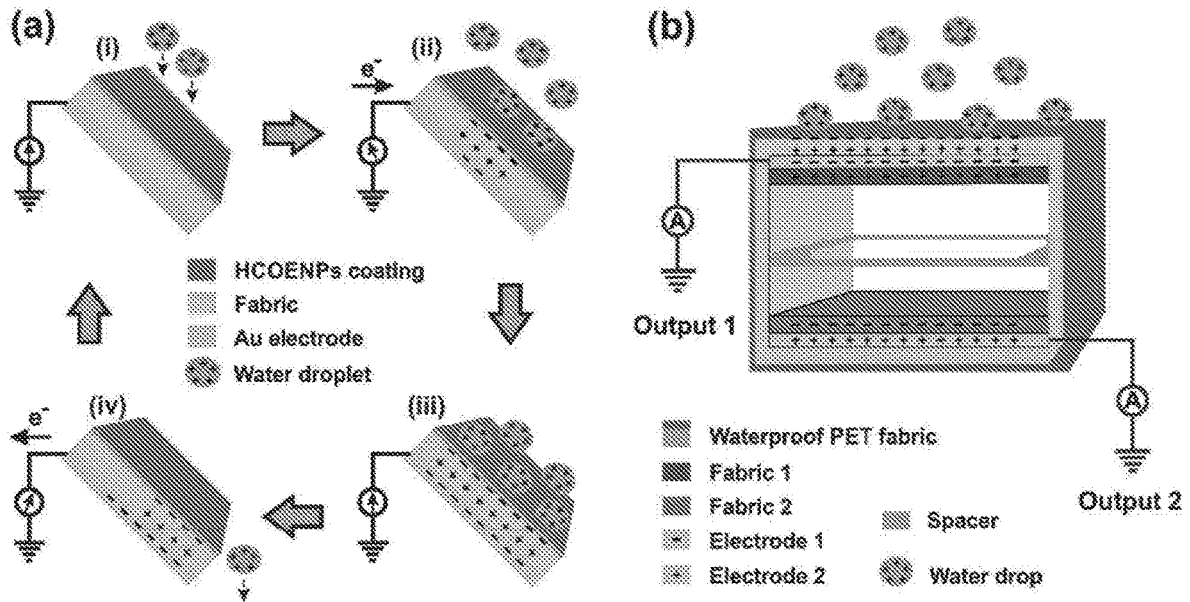 (a)
(i)
(ii)
e⁻
HCOENPs coating
Fabric
Au electrode
Water droplet
(iv)
e⁻
(iii)
(b)
A
Output 1
A
Output 2
Waterproof PET fabric
Fabric 1
Fabric 2
Electrode 1
Electrode 2
Spacer
Water drop